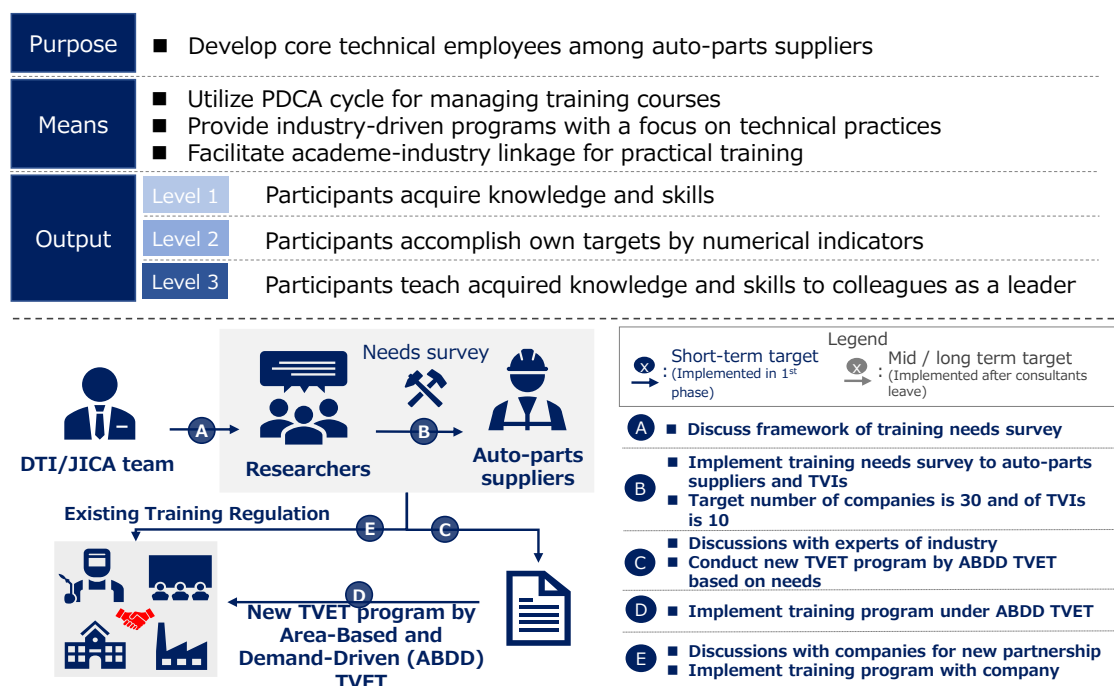 Purpose
■ Develop core technical employees among auto-parts suppliers
Means
■ Utilize PDCA cycle for managing training courses
■ Provide industry-driven programs with a focus on technical practices
■ Facilitate academe-industry linkage for practical training
Output
Level 1
Participants acquire knowledge and skills
Level 2
Participants accomplish own targets by numerical indicators
Level 3
Participants teach acquired knowledge and skills to colleagues as a leader
DTI/JICA team
A
Researchers
Needs survey
B
Auto-parts
suppliers
Existing Training Regulation
E
C
D
New TVET program by
Area-Based and
Demand-Driven (ABDD)
TVET
Legend
X : Short-term target
(Implemented in 1st
phase)
X : Mid / long term target
(Implemented after consultants
leave)
A
■ Discuss framework of training needs survey
B
■ Implement training needs survey to auto-parts
suppliers and TVIs
■ Target number of companies is 30 and of TVIs
is 10
C
■ Discussions with experts of industry
■ Conduct new TVET program by ABDD TVET
based on needs
D
■ Implement training program under ABDD TVET
E
■ Discussions with companies for new partnership
■ Implement training program with company